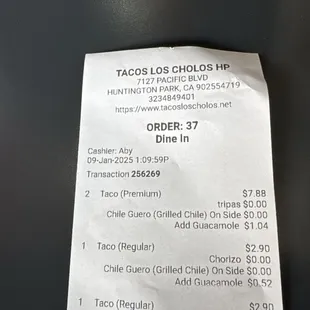 TACOS LOS CHOLOS HP
7127 PACIFIC BLVD
HUNTINGTON PARK, CA 902554719
3234849401
https://www.tacosloscholos.net
ORDER: 37
Dine In
Cashier: Aby
09-Jan-2025 1:09:59P
Transaction 256269
2 Taco (Premium) $7.88
tripas $0.00
Chile Guero (Grilled Chile) On Side $0.00
Add Guacamole $1.04
1 Taco (Regular) $2.90
Chorizo $0.00
Chile Guero (Grilled Chile) On Side $0.00
Add Guacamole $0.52
1 Taco (Regular) $2.90